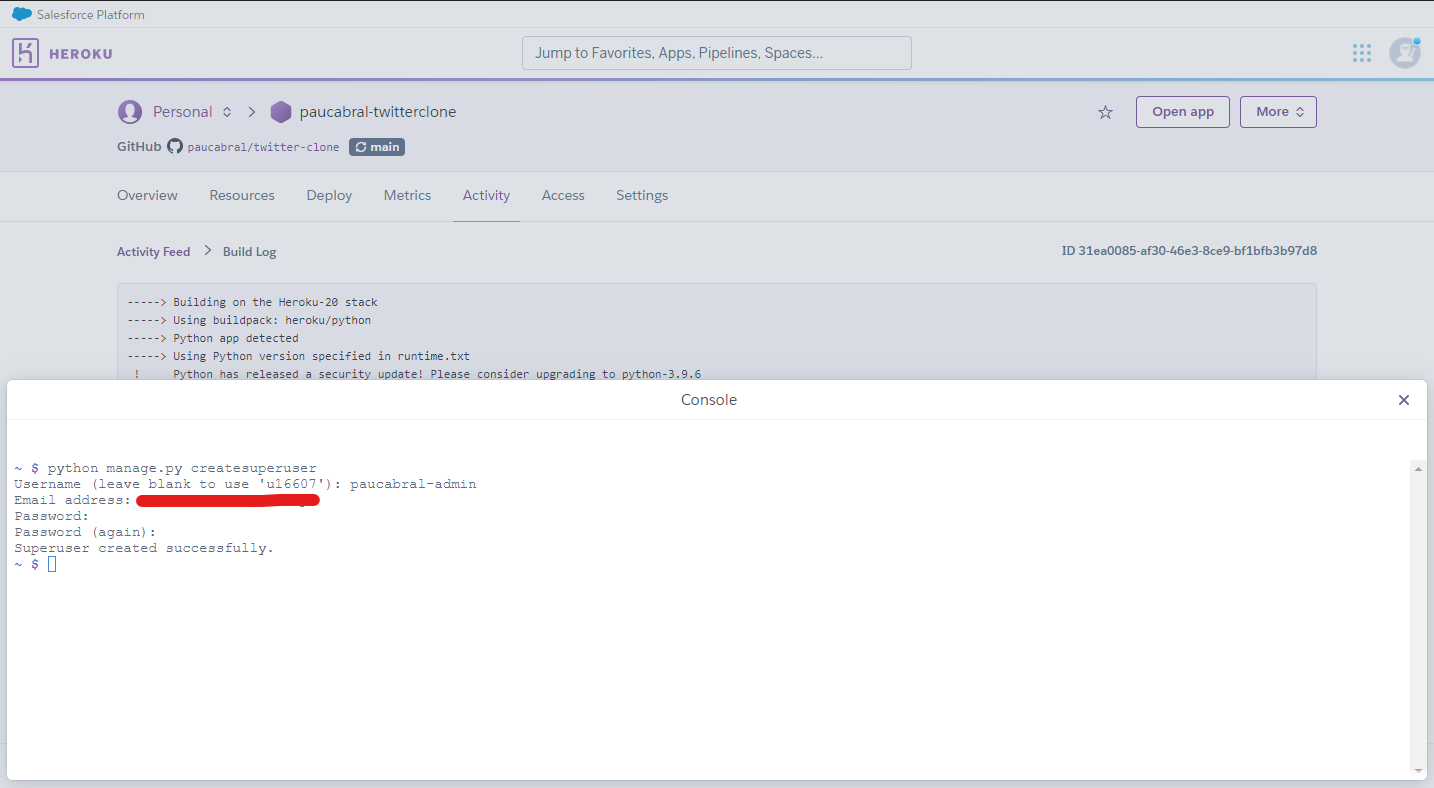 Salesforce Platform
HEROKU
Jump to Favorites, Apps, Pipelines, Spaces...
Personal
paucabral-twitterclone
Open app
More
GitHub paucabral/twitter-clone main
Overview Resources Deploy Metrics Activity Access Settings
Activity Feed > Build Log
ID 31ea0085-af30-46e3-8ce9-bf1bfb3b97d8
-----> Building on the Heroku-20 stack
-----> Using buildpack: heroku/python
-----> Python app detected
-----> Using Python version specified in runtime.txt
! Python has released a security update! Please consider upgrading to python-3.9.6
Console
~ $ python manage.py createsuperuser
Username (leave blank to use 'u16607'): paucabral-admin
Email address:
Password:
Password (again):
Superuser created successfully.
~ $